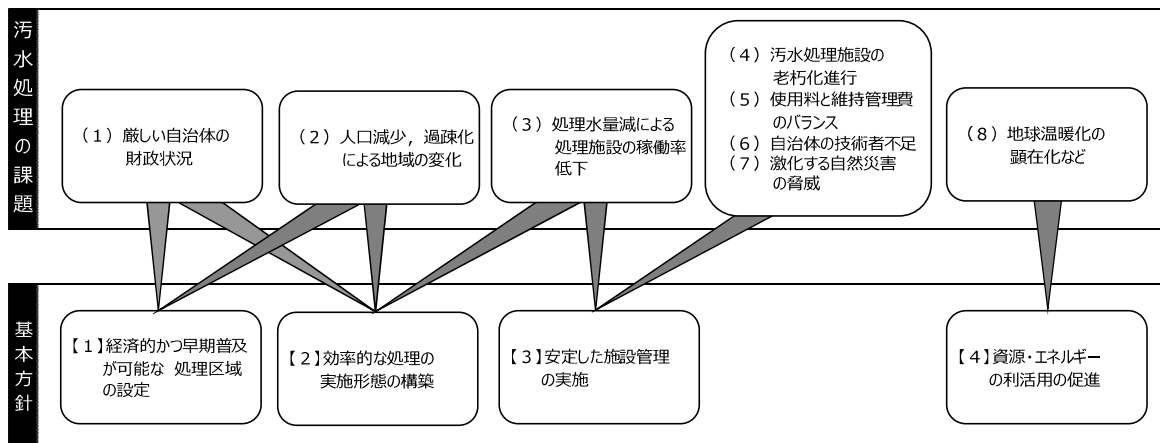 汚水処理の課題
（１）厳しい自治体の
財政状況
（２）人口減少，過疎化
による地域の変化
（３）処理水量減による
処理施設の稼働率
低下
（４）汚水処理施設の
老朽化進行
（５）使用料と維持管理費
のバランス
（６）自治体の技術者不足
（７）激化する自然災害
の脅威
（８）地球温暖化の
顕在化など
基本方針
【１】経済的かつ早期普及
が可能な 処理区域
の設定
【２】効率的な処理の
実施形態の構築
【３】安定した施設管理
の実施
【４】資源・エネルギー
の利活用の促進